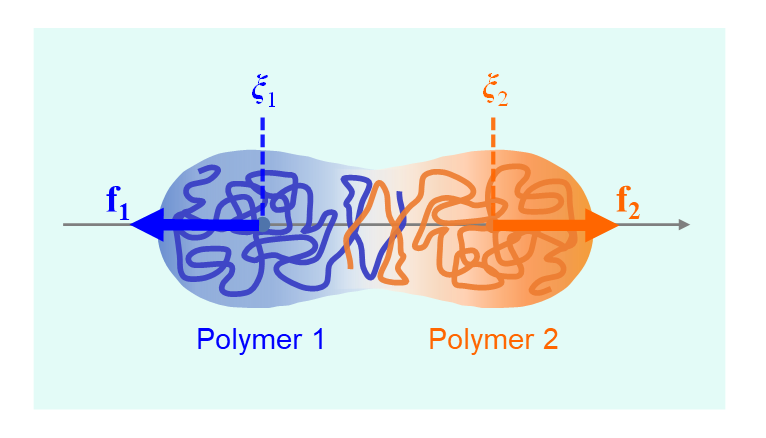 ξ₁ ξ₂
f₁ f₂
Polymer 1 Polymer 2